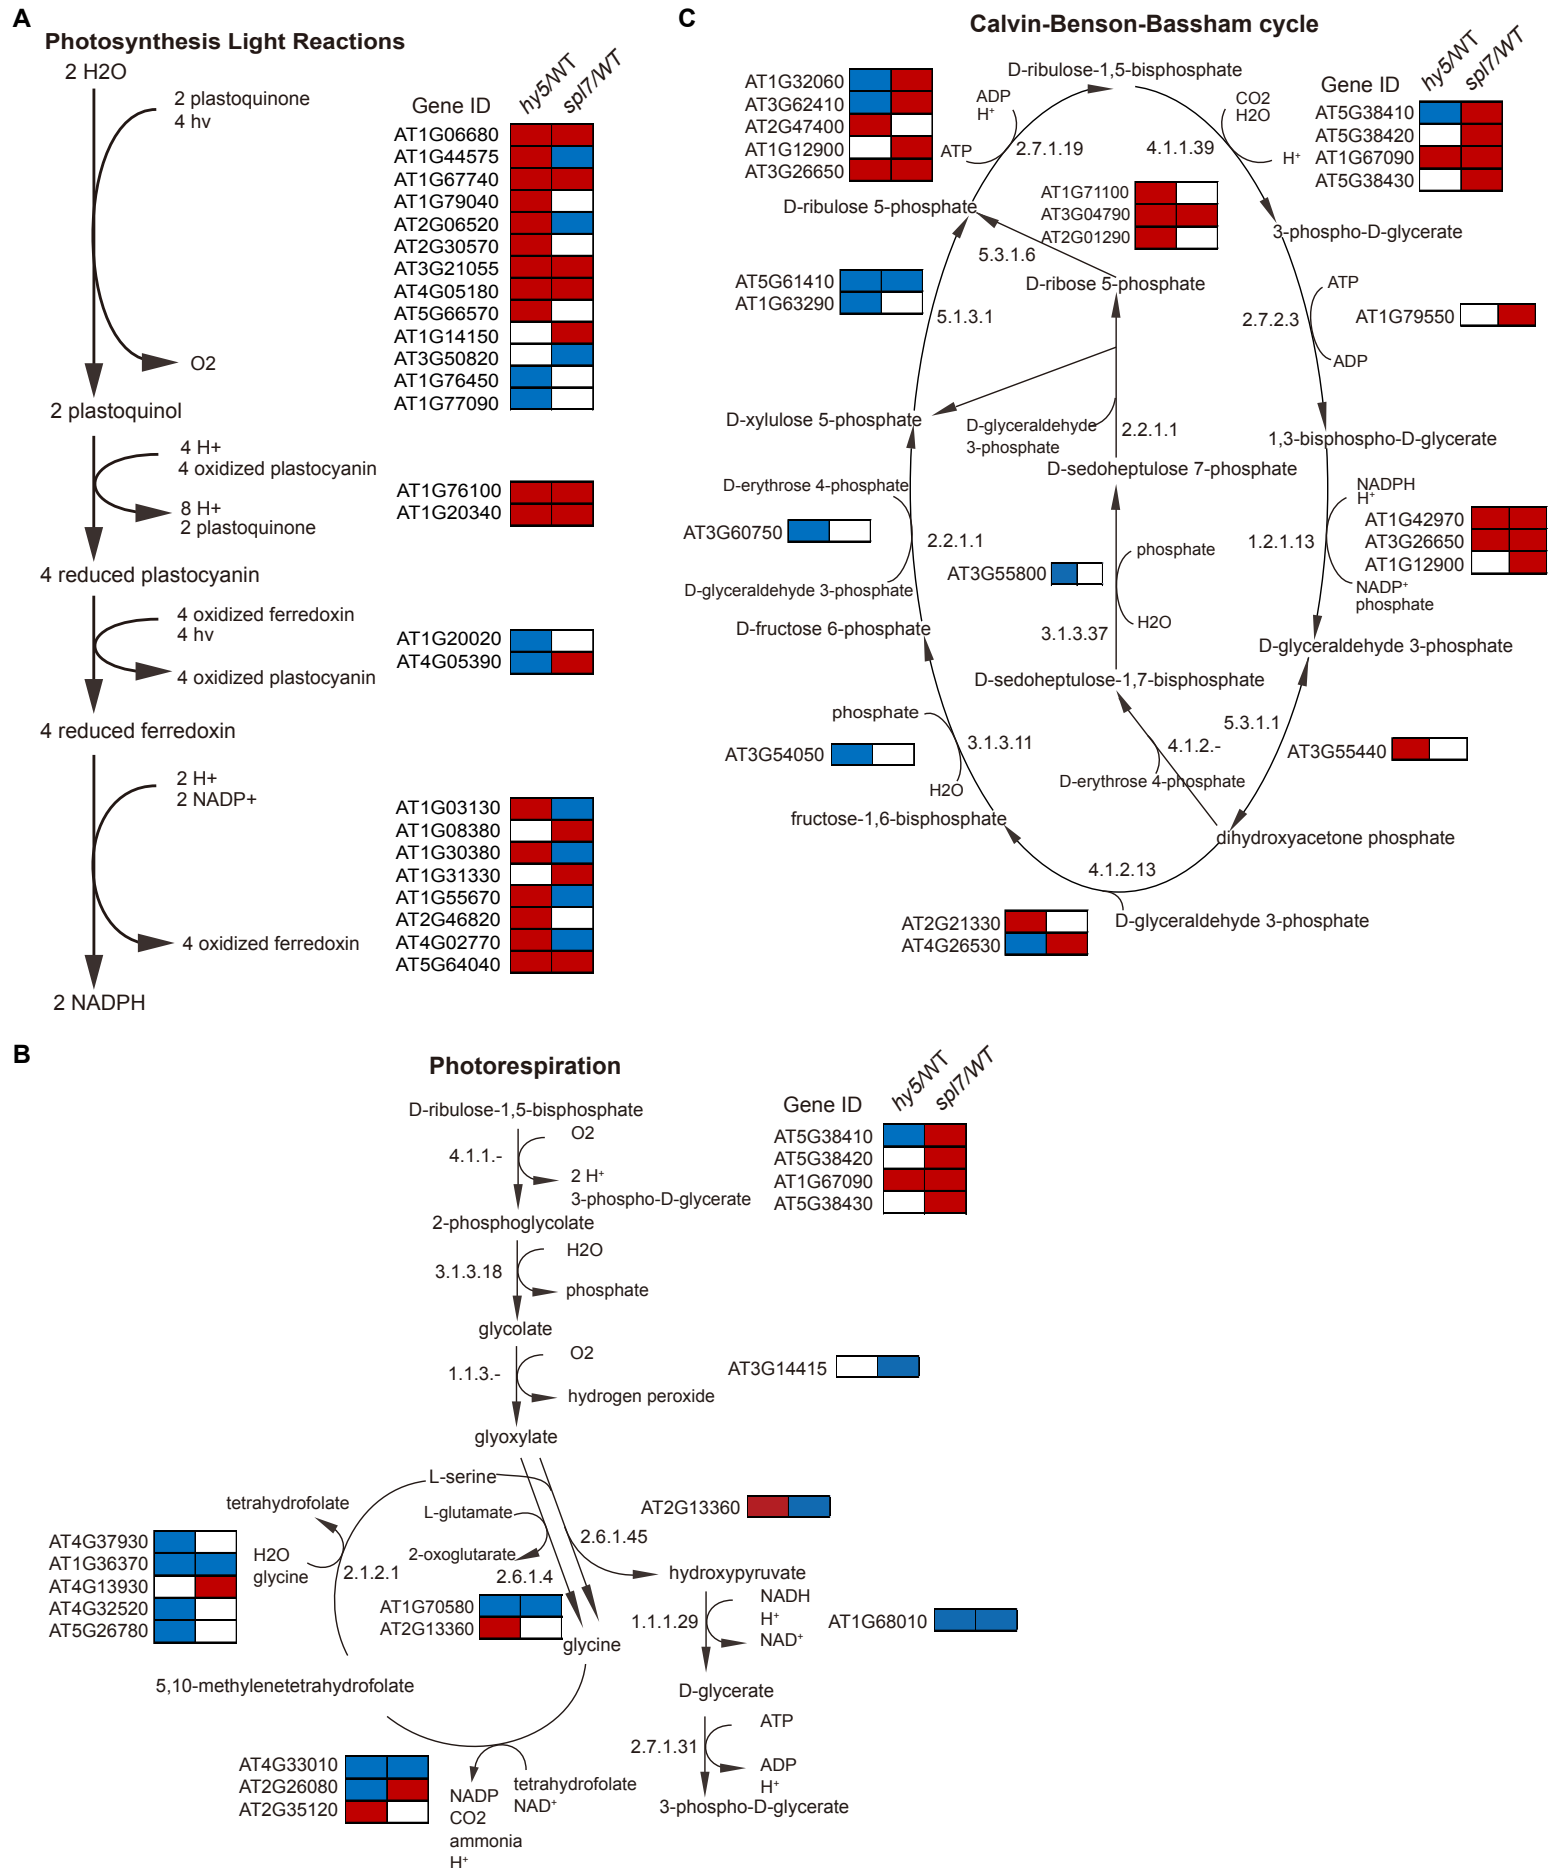 A
Photosynthesis Light Reactions
2 H2O
2 plastoquinone
4 hv
O2
2 plastoquinol
4 H+
4 oxidized plastocyanin
8 H+
2 plastoquinone
4 reduced plastocyanin
4 oxidized ferredoxin
4 hv
4 oxidized plastocyanin
4 reduced ferredoxin
2 H+
2 NADP+
4 oxidized ferredoxin
2 NADPH
Gene ID
hy5/WT
spl7/WT
AT1G06680
AT1G44575
AT1G67740
AT1G79040
AT2G06520
AT2G30570
AT3G21055
AT4G05180
AT5G66570
AT1G14150
AT3G50820
AT1G76450
AT1G77090
AT1G76100
AT1G20340
AT1G20020
AT4G05390
AT1G03130
AT1G08380
AT1G30380
AT1G31330
AT1G55670
AT2G46820
AT4G02770
AT5G64040
C
Calvin-Benson-Bassham cycle
AT1G32060
AT3G62410
AT2G47400
AT1G12900
AT3G26650
D-ribulose-1,5-bisphosphate
ADP
H+
ATP
2.7.1.19
4.1.1.39
CO2
H2O
H+
Gene ID
hy5/WT
spl7/WT
AT5G38410
AT5G38420
AT1G67090
AT5G38430
D-ribulose 5-phosphate
AT1G71100
AT3G04790
AT2G01290
3-phospho-D-glycerate
5.3.1.6
D-ribose 5-phosphate
AT5G61410
AT1G63290
5.1.3.1
ATP
2.7.2.3
AT1G79550
ADP
D-xylulose 5-phosphate
D-glyceraldehyde
3-phosphate
2.2.1.1
1,3-bisphospho-D-glycerate
D-sedoheptulose 7-phosphate
D-erythrose 4-phosphate
AT3G60750
2.2.1.1
D-glyceraldehyde 3-phosphate
NADPH
H+
AT1G42970
AT3G26650
AT1G12900
1.2.1.13
NADP+
phosphate
phosphate
AT3G55800
H2O
3.1.3.37
D-fructose 6-phosphate
D-glyceraldehyde 3-phosphate
D-sedoheptulose-1,7-bisphosphate
phosphate
AT3G54050
3.1.3.11
H2O
4.1.2.-
5.3.1.1
AT3G55440
D-erythrose 4-phosphate
fructose-1,6-bisphosphate
dihydroxyacetone phosphate
4.1.2.13
AT2G21330
AT4G26530
D-glyceraldehyde 3-phosphate
B
Photorespiration
D-ribulose-1,5-bisphosphate
Gene ID
hy5/WT
spl7/WT
AT5G38410
AT5G38420
AT1G67090
AT5G38430
O2
4.1.1.-
2 H+
3-phospho-D-glycerate
2-phosphoglycolate
H2O
3.1.3.18
phosphate
glycolate
O2
1.1.3.-
hydrogen peroxide
AT3G14415
glyoxylate
L-serine
tetrahydrofolate
L-glutamate
AT2G13360
AT4G37930
AT1G36370
AT4G13930
AT4G32520
AT5G26780
H2O
glycine
2.1.2.1
2-oxoglutarate
2.6.1.4
2.6.1.45
hydroxypyruvate
AT1G70580
AT2G13360
glycine
NADH
H+
NAD+
1.1.1.29
AT1G68010
5,10-methylenetetrahydrofolate
D-glycerate
ATP
2.7.1.31
ADP
H+
3-phospho-D-glycerate
AT4G33010
AT2G26080
AT2G35120
NADP
CO2
ammonia
H+
tetrahydrofolate
NAD+